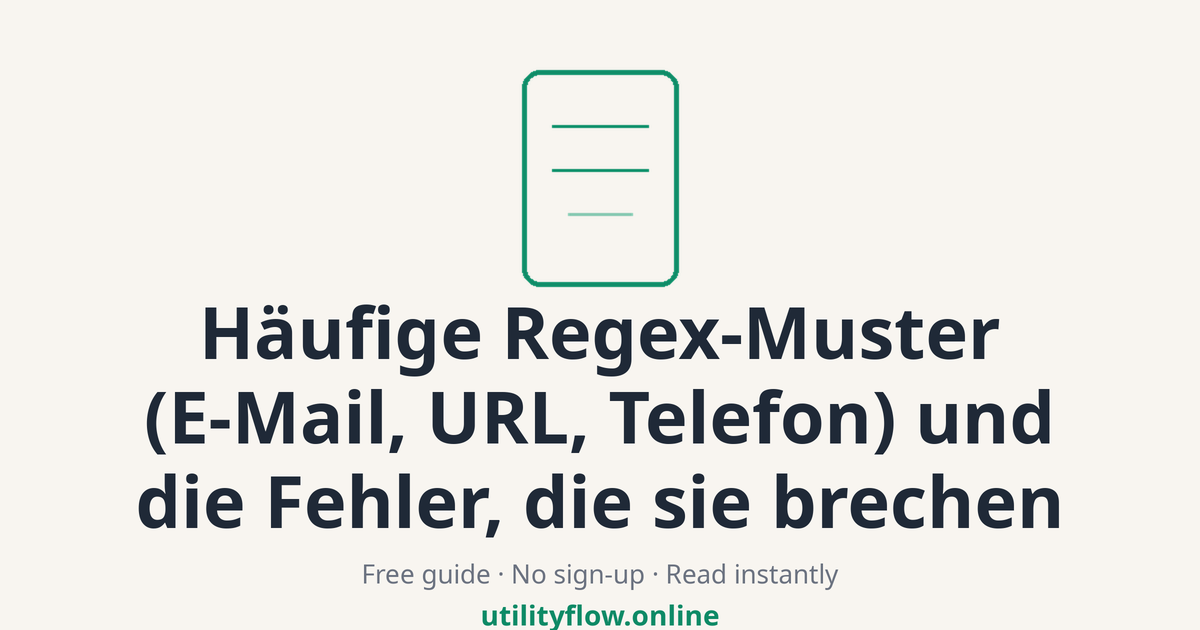 Häufige Regex-Muster
(E-Mail, URL, Telefon) und
die Fehler, die sie brechen
Free guide · No sign-up · Read instantly
utilityflow.online